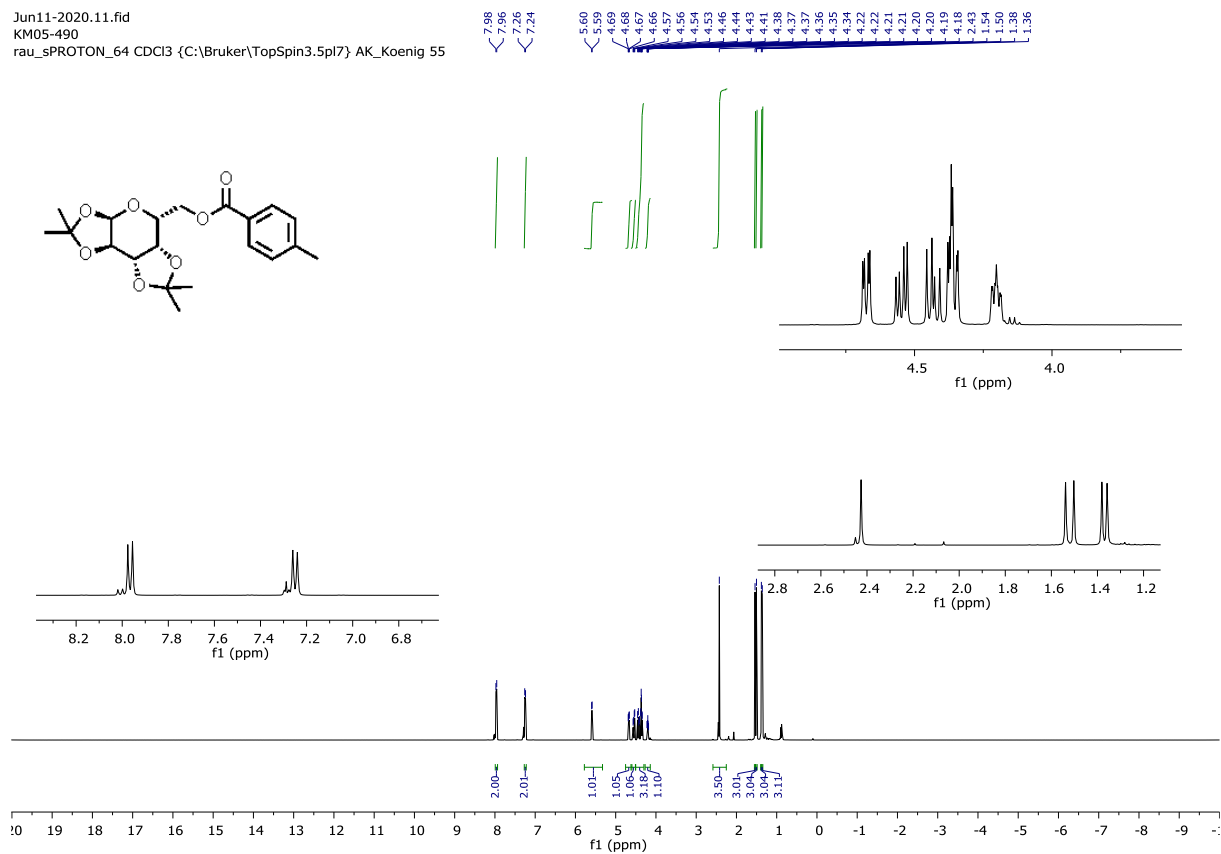 Jun11-2020.11.fid
KM05-490
rau_sPROTON_64 CDCl3 {C:\Bruker\TopSpin3.5pl7} AK_Koenig 55
7.98 7.96 7.26 7.24 5.60 5.59 4.69 4.68 4.67 4.66 4.57 4.56 4.54 4.53 4.46 4.44 4.43 4.41 4.38 4.37 4.37 4.36 4.35 4.34 4.22 4.22 4.21 4.21 4.20 4.20 4.19 4.18 2.43 1.54 1.50 1.38 1.36
O O O O O O O
4.5 4.0
f1 (ppm)
2.8 2.6 2.4 2.2 2.0 1.8 1.6 1.4 1.2
f1 (ppm)
8.2 8.0 7.8 7.6 7.4 7.2 7.0 6.8
f1 (ppm)
2.00 2.01 1.01 1.05 1.06 3.18 1.10 3.50 3.01 3.04 3.04 3.11
20 19 18 17 16 15 14 13 12 11 10 9 8 7 6 5 4 3 2 1 0 -1 -2 -3 -4 -5 -6 -7 -8 -9 -1
f1 (ppm)